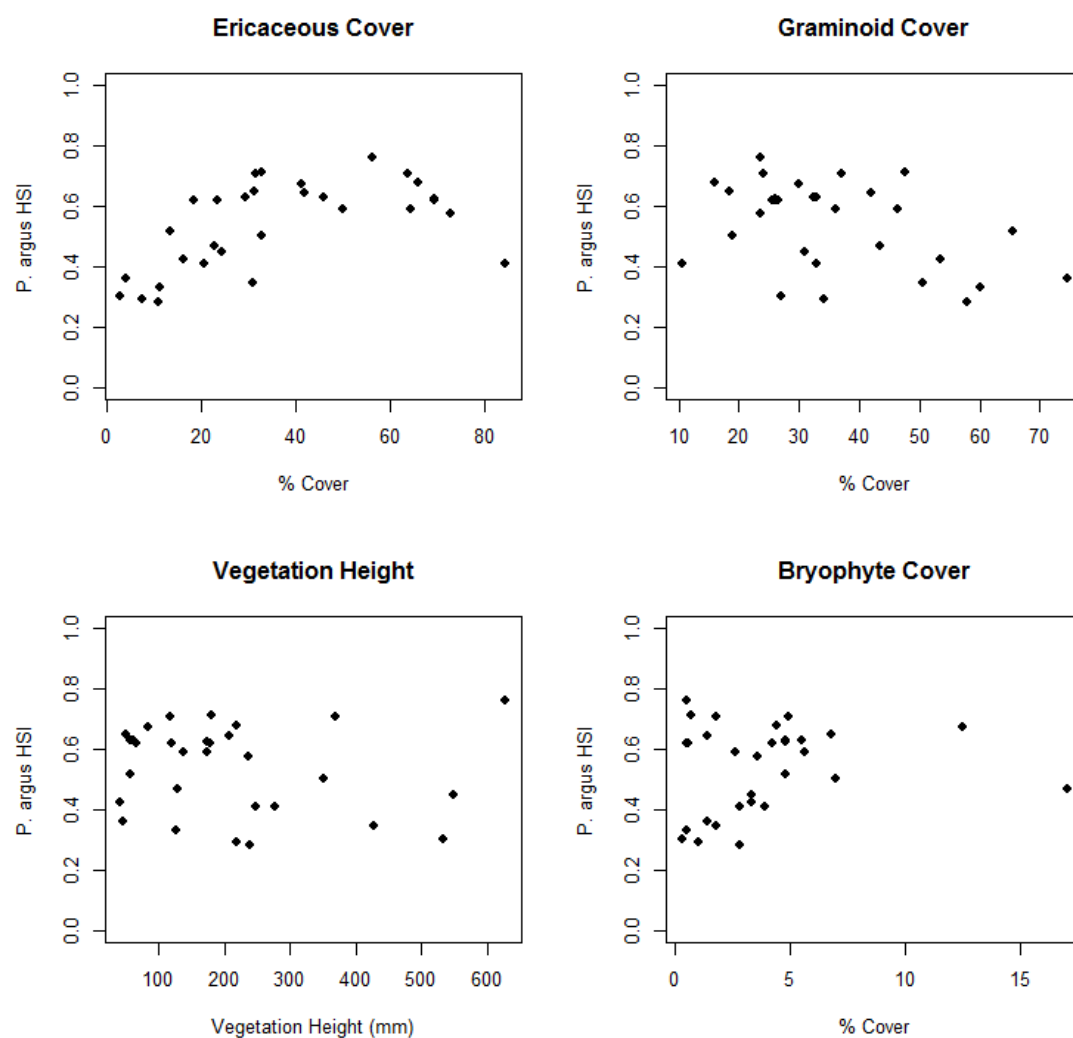 Ericaceous Cover
P. argus HSI
1.0
0.8
0.6
0.4
0.2
0.0
0 20 40 60 80
% Cover
Graminoid Cover
P. argus HSI
1.0
0.8
0.6
0.4
0.2
0.0
10 20 30 40 50 60 70
% Cover
Vegetation Height
P. argus HSI
1.0
0.8
0.6
0.4
0.2
0.0
100 200 300 400 500 600
Vegetation Height (mm)
Bryophyte Cover
P. argus HSI
1.0
0.8
0.6
0.4
0.2
0.0
0 5 10 15
% Cover